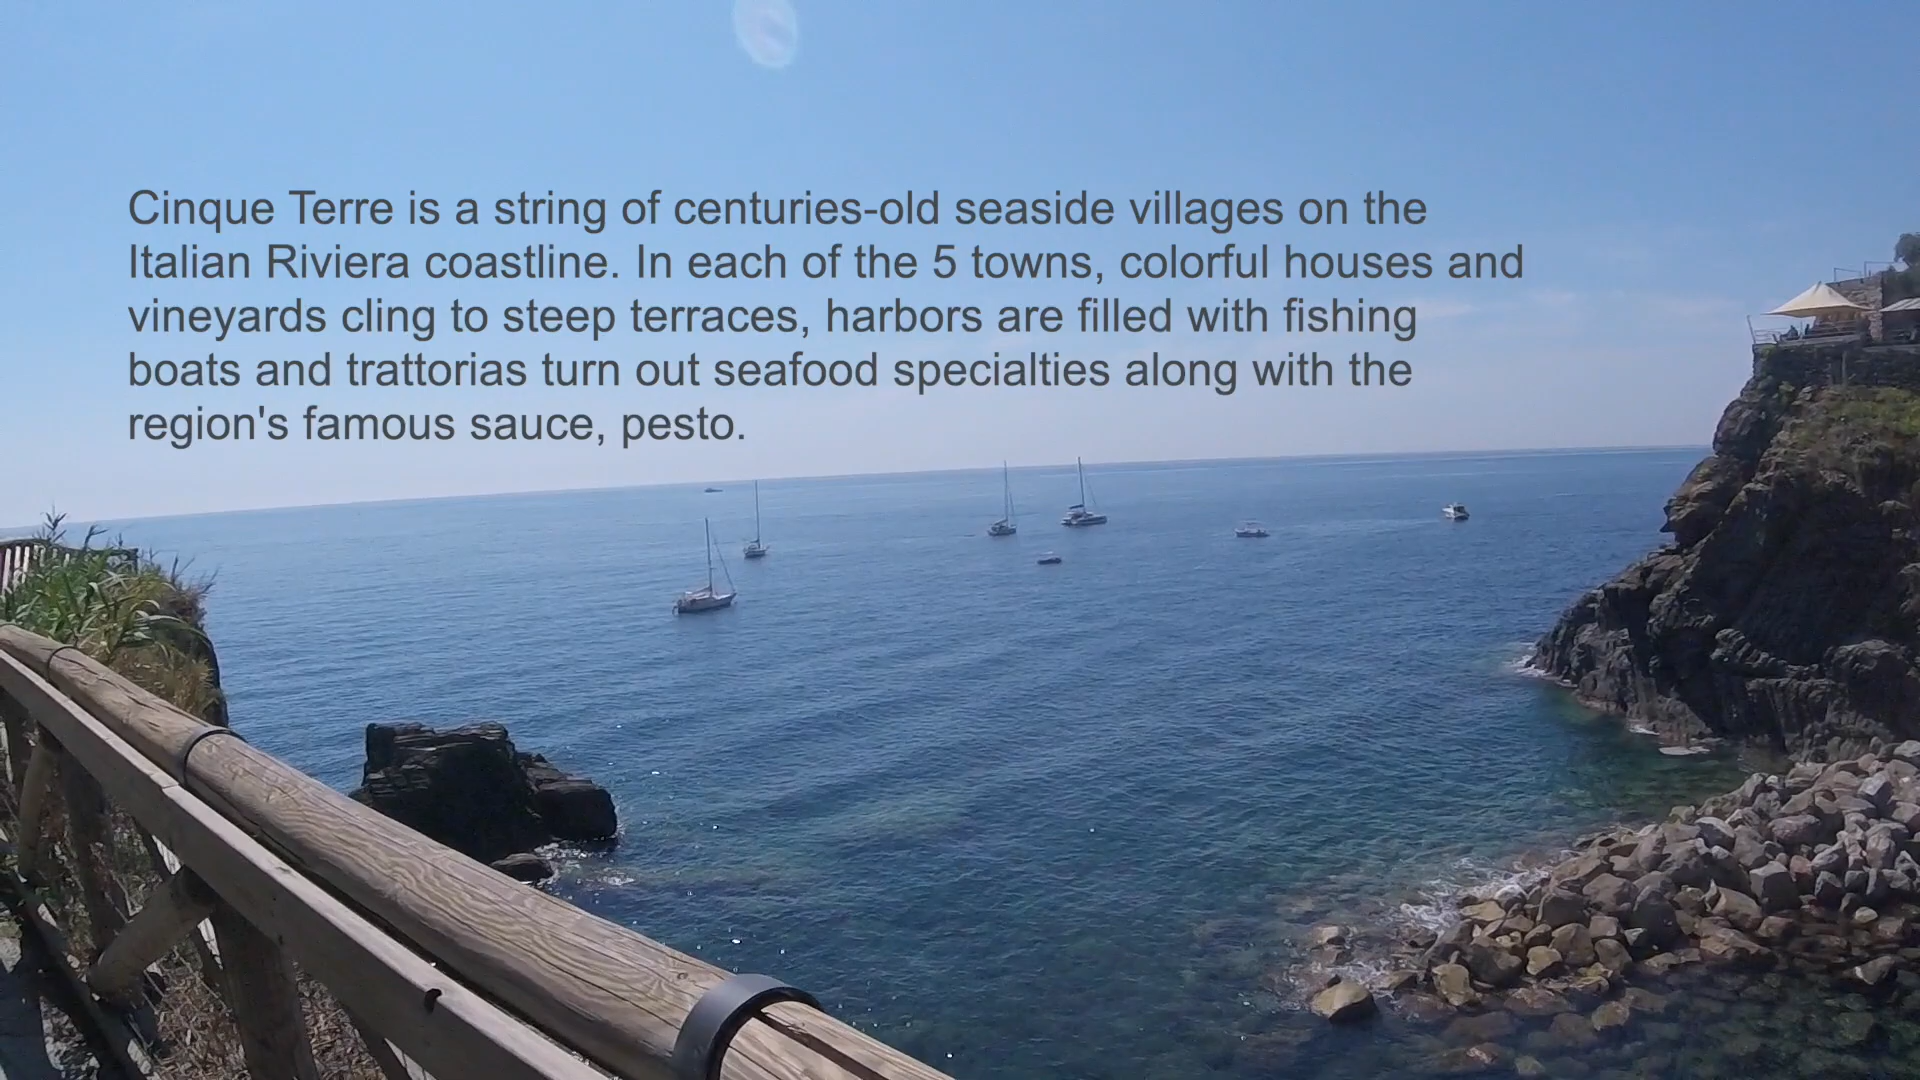 Cinque Terre is a string of centuries-old seaside villages on the
Italian Riviera coastline. In each of the 5 towns, colorful houses and
vineyards cling to steep terraces, harbors are filled with fishing
boats and trattorias turn out seafood specialties along with the
region's famous sauce, pesto.